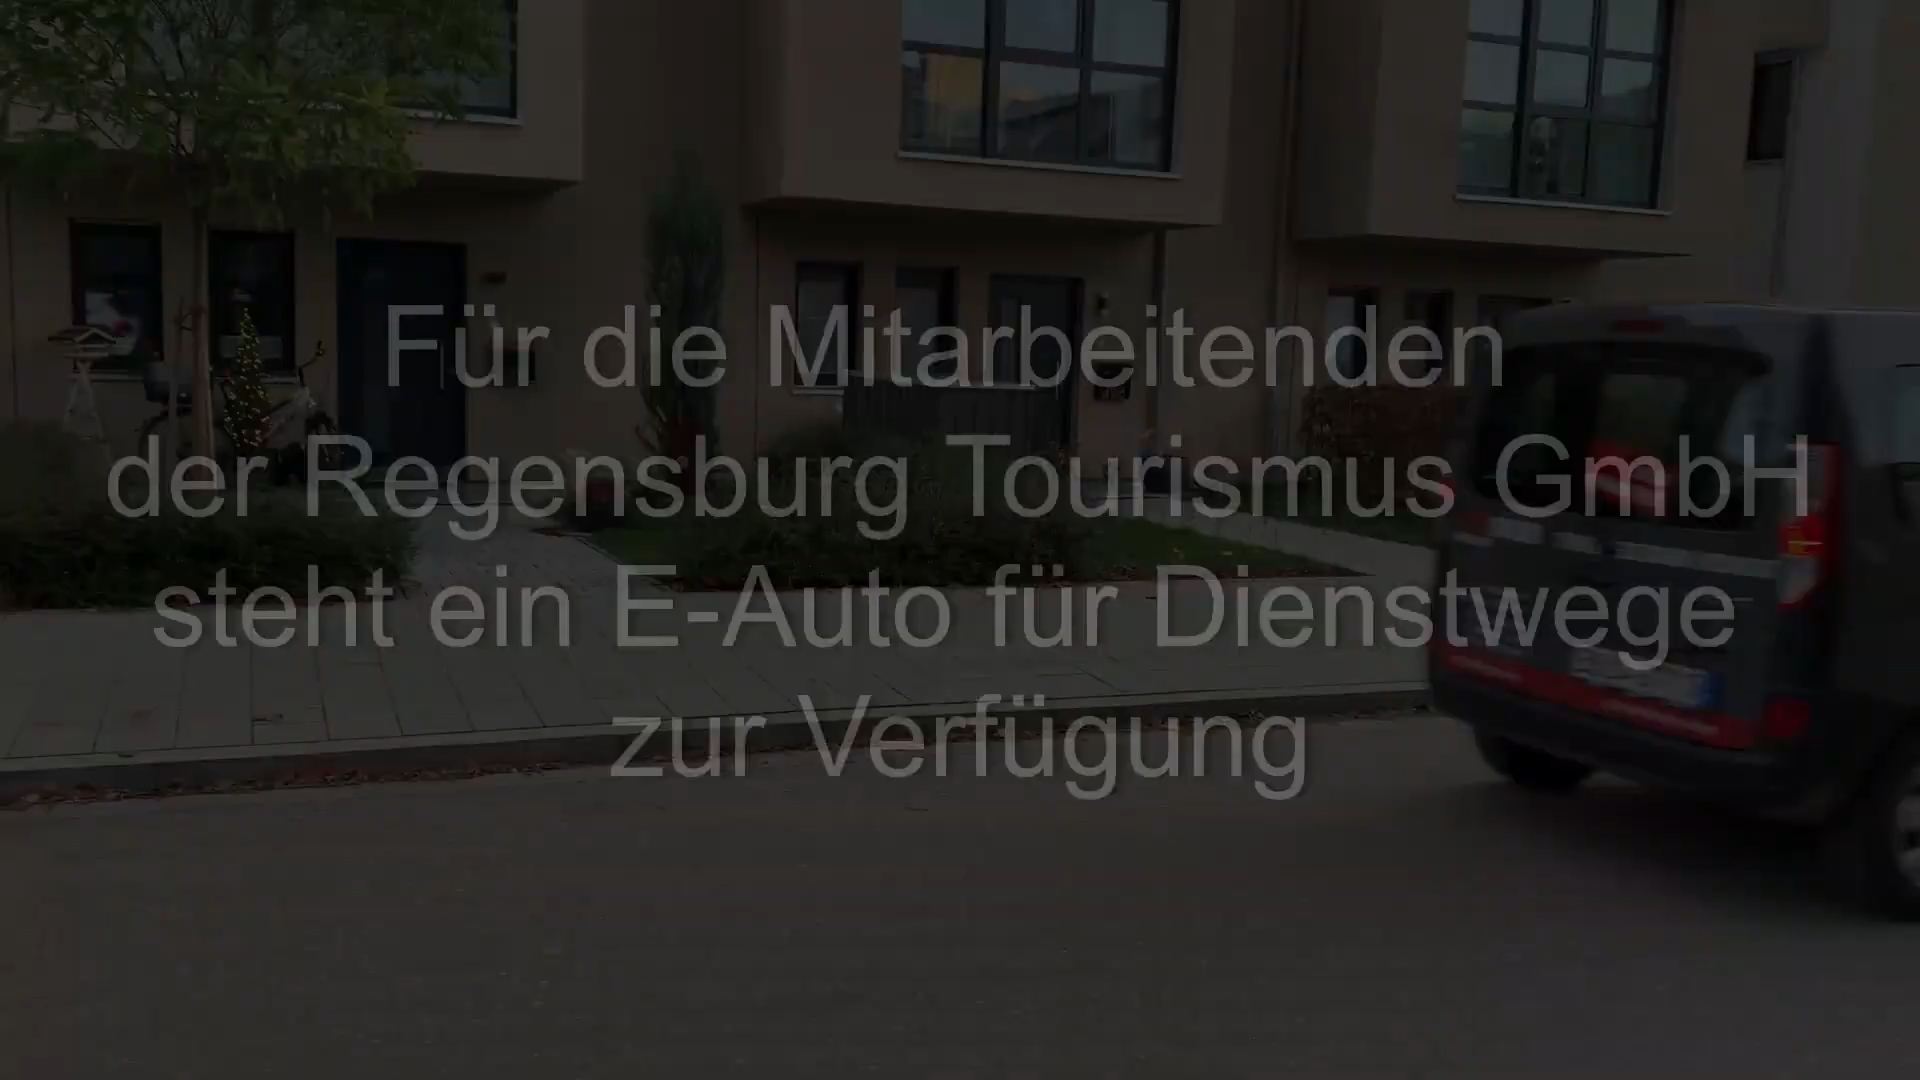 Für die Mitarbeitenden
der Regensburg Tourismus GmbH
steht ein E-Auto für Dienstwege
zur Verfügung